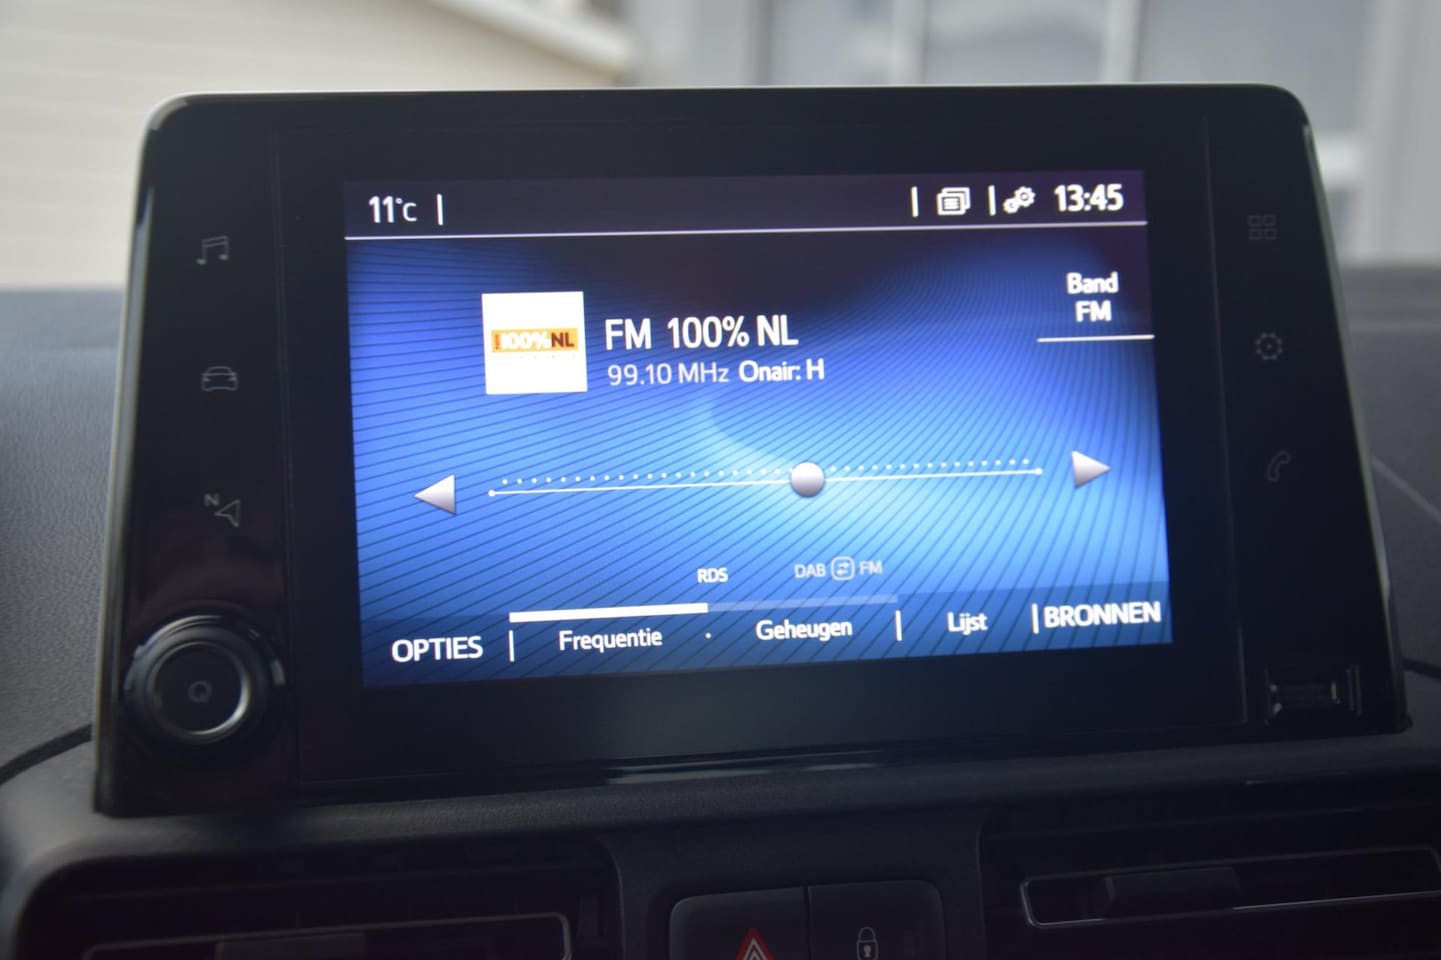 11°C
13:45
Band
FM
100%NL
FM 100% NL
99.10 MHz Onair: H
N
RDS
DAB FM
OPTIES
Frequentie
Geheugen
Lijst
BRONNEN